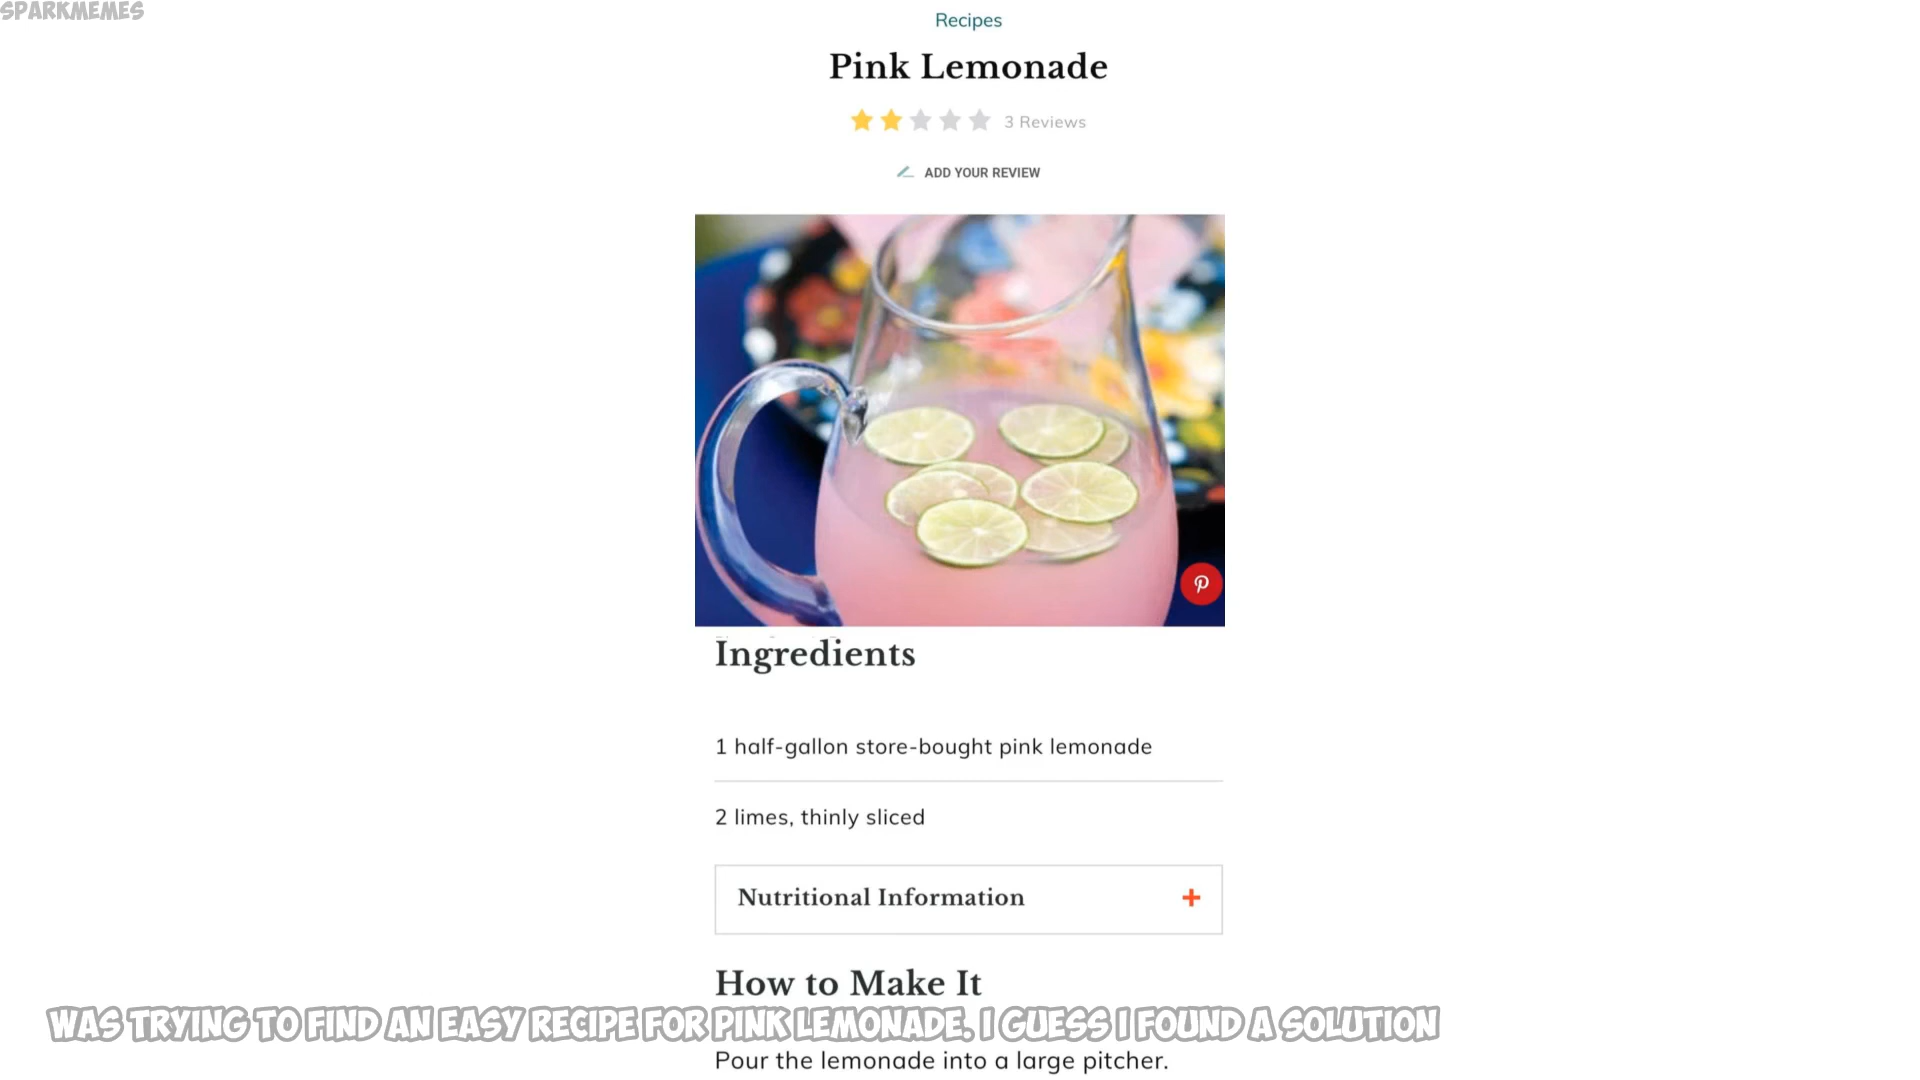 SPARKMEMES
Recipes
Pink Lemonade
3 Reviews
ADD YOUR REVIEW
Ingredients
1 half-gallon store-bought pink lemonade
2 limes, thinly sliced
Nutritional Information +
How to Make It
WAS TRYING TO FIND AN EASY RECIPE FOR PINK LEMONADE. I GUESS I FOUND A SOLUTION
Pour the lemonade into a large pitcher.